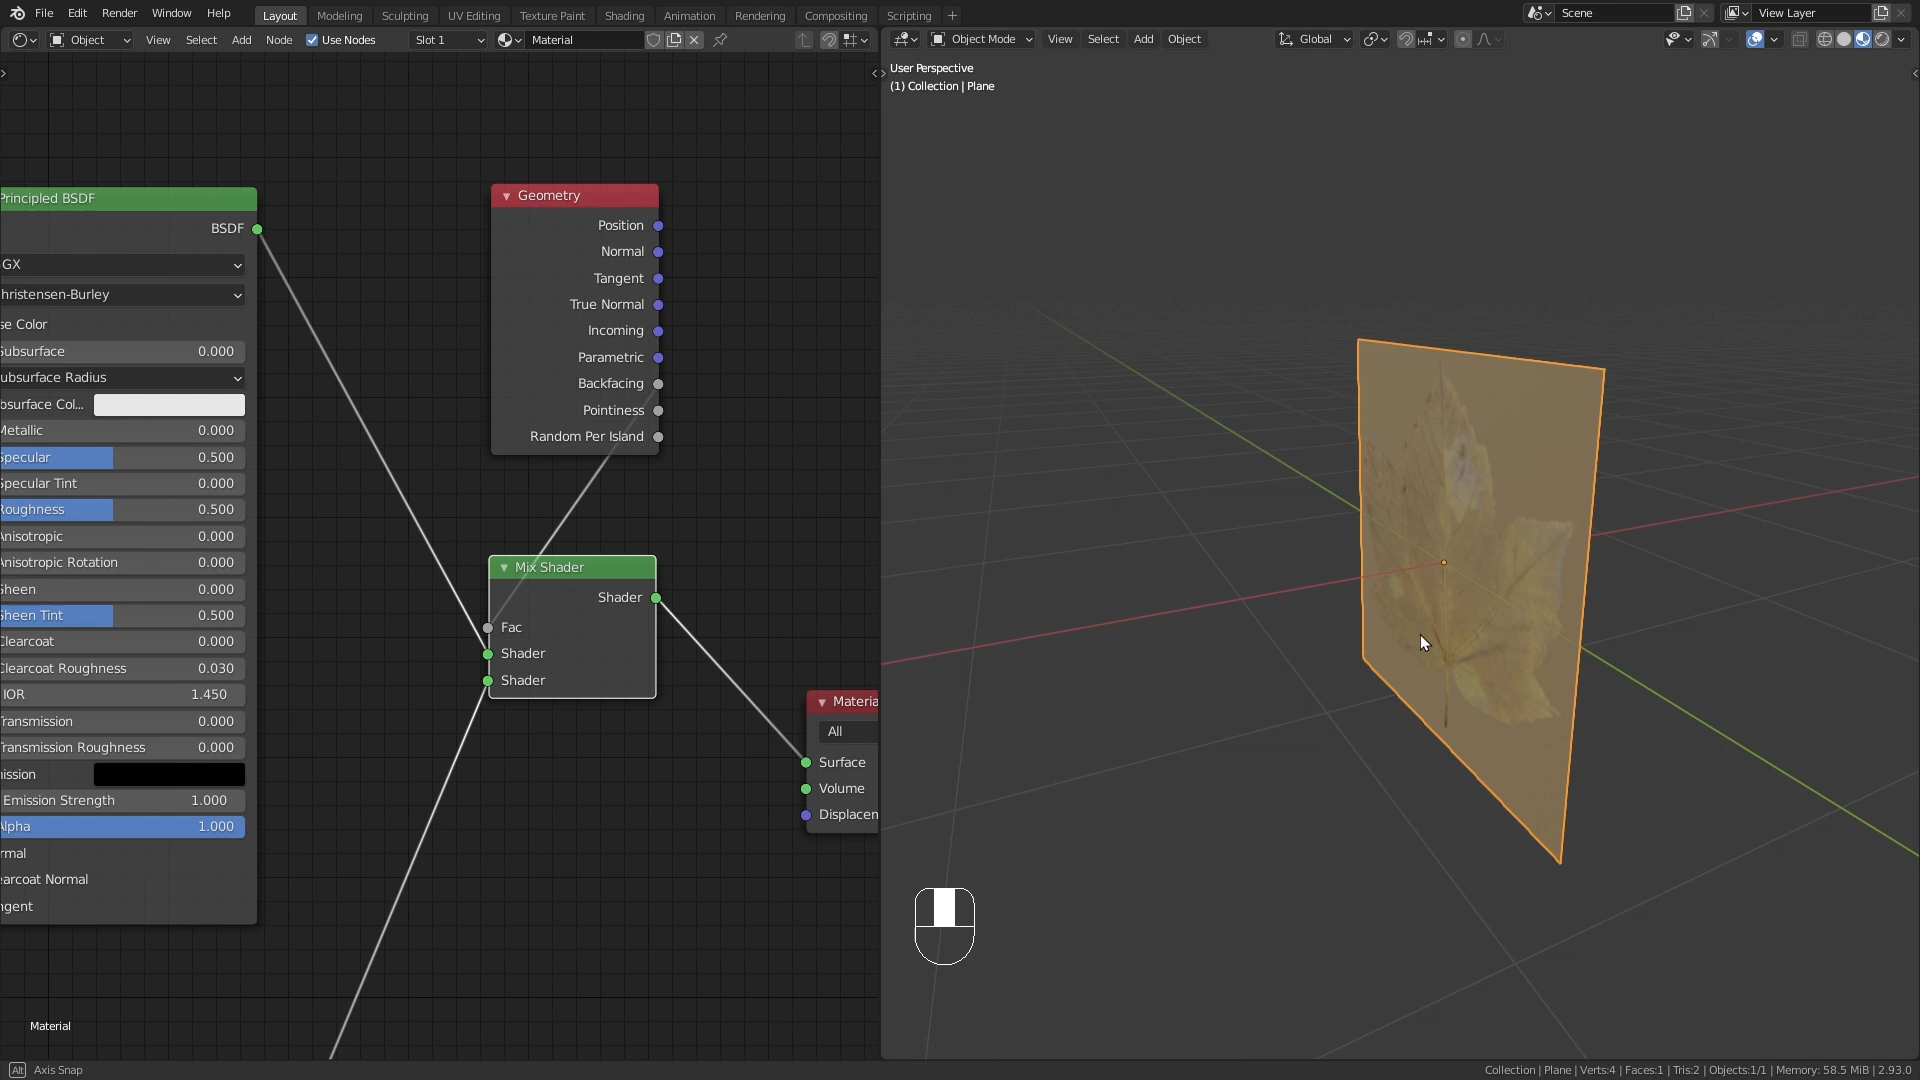 File Edit Render Window Help Layout Modeling Sculpting UV Editing Texture Paint Shading Animation Rendering Compositing Scripting + Scene View Layer
Object View Select Add Node Use Nodes Slot 1 Material
Object Mode View Select Add Object Global
User Perspective
(1) Collection | Plane
Principled BSDF
BSDF
GX
hristensen-Burley
se Color
Subsurface 0.000
ubsurface Radius
bsurface Col...
Metallic 0.000
Specular 0.500
Specular Tint 0.000
Roughness 0.500
Anisotropic 0.000
Anisotropic Rotation 0.000
Sheen 0.000
Sheen Tint 0.500
Clearcoat 0.000
Clearcoat Roughness 0.030
IOR 1.450
Transmission 0.000
Transmission Roughness 0.000
ission
Emission Strength 1.000
Alpha 1.000
rmal
earcoat Normal
ngent
Geometry
Position
Normal
Tangent
True Normal
Incoming
Parametric
Backfacing
Pointiness
Random Per Island
Mix Shader
Shader
Fac
Shader
Shader
Materia
All
Surface
Volume
Displacen
Material
Alt Axis Snap
Collection | Plane | Verts:4 | Faces:1 | Tris:2 | Objects:1/1 | Memory: 58.5 MiB | 2.93.0